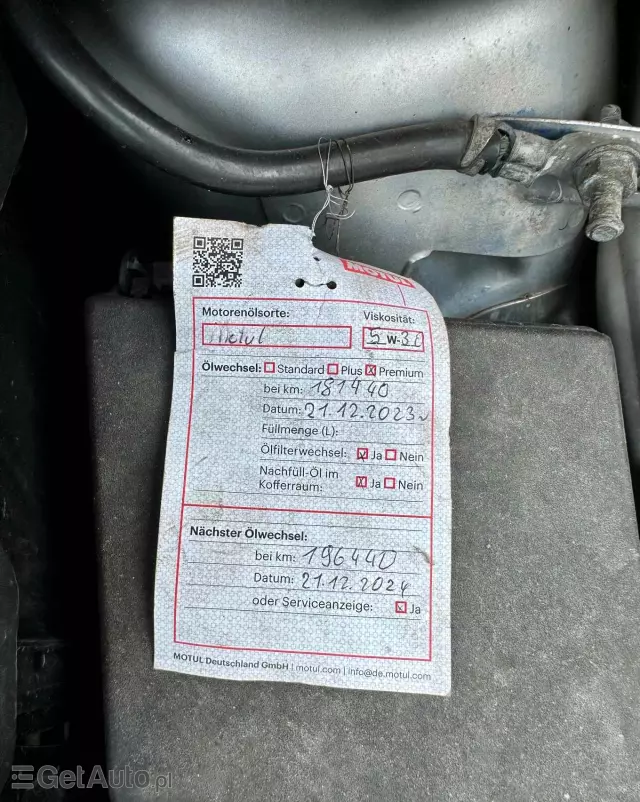 MOTUL
Motorenölsorte: Viskosität:
Motul 5 W-30
Ölwechsel: Standard Plus Premium
bei km: 181440
Datum: 21.12.2023
Füllmenge (L):
Ölfilterwechsel: Ja Nein
Nachfüll-Öl im
Kofferraum: Ja Nein
Nächster Ölwechsel:
bei km: 196440
Datum: 21.12.2024
oder Serviceanzeige: Ja
MOTUL Deutschland GmbH | motul.com | info@de.motul.com
GetAuto.pl